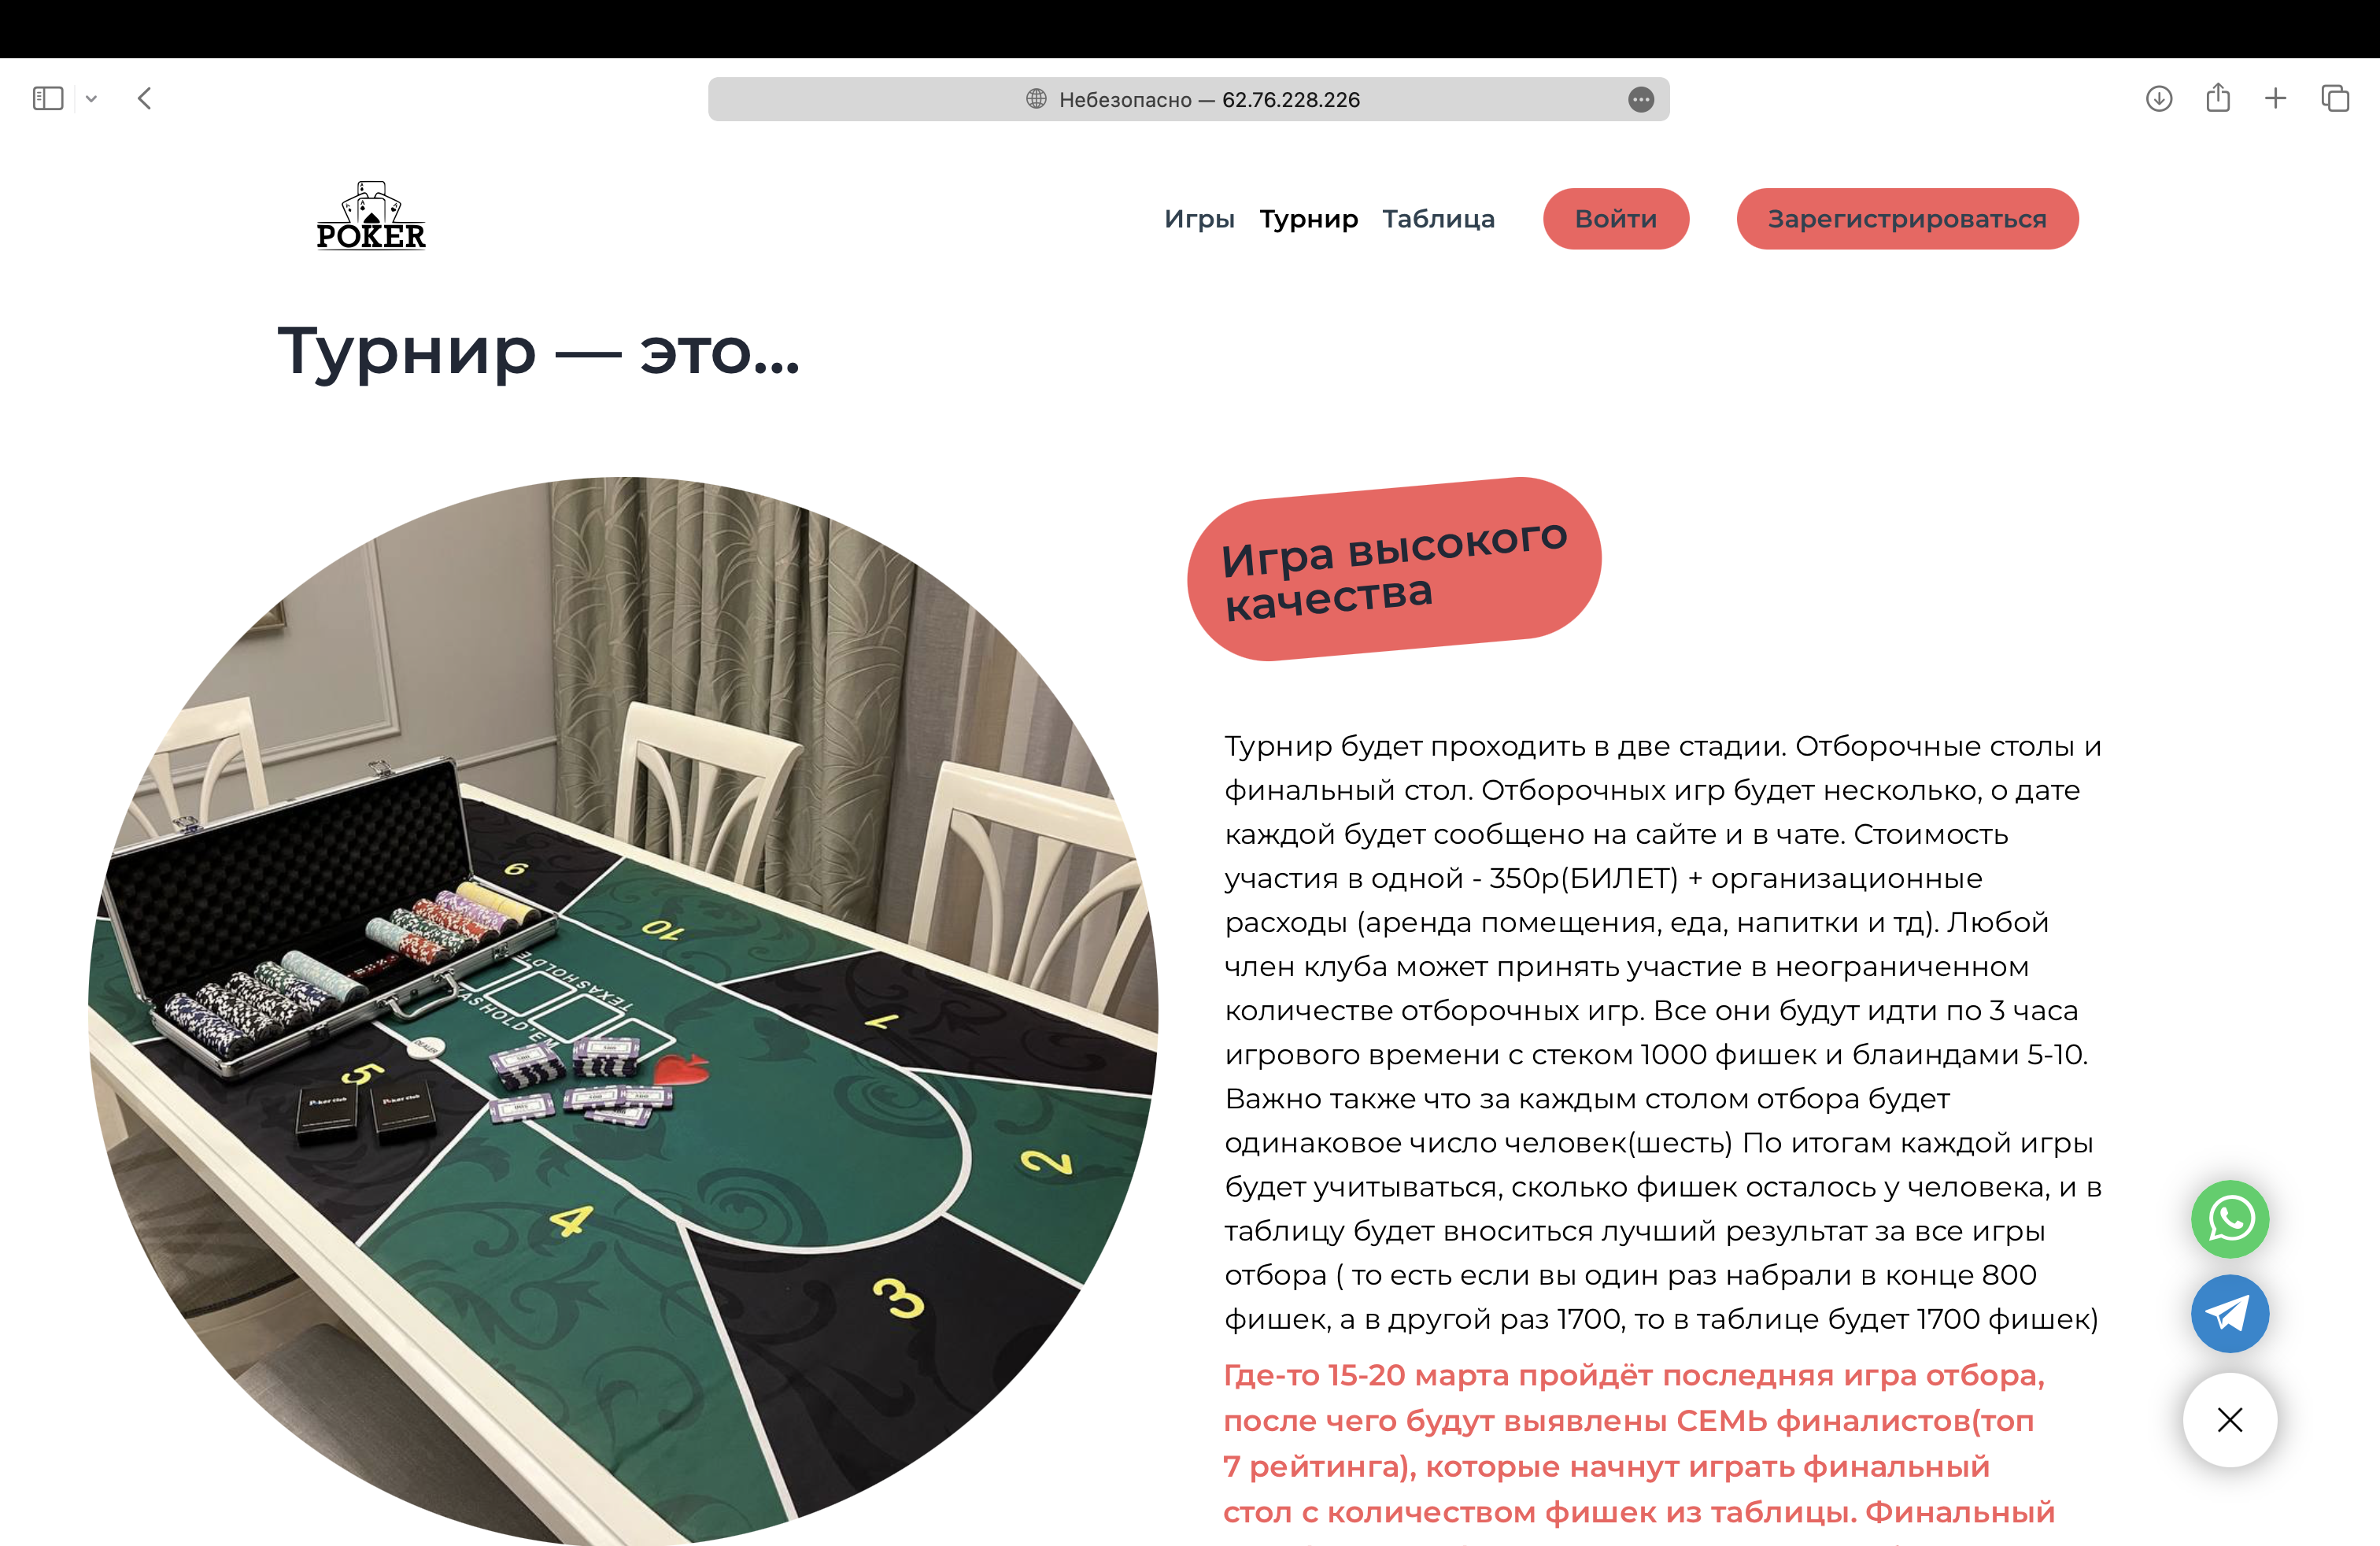 Небезопасно — 62.76.228.226
POKER
Игры Турнир Таблица Войти Зарегистрироваться
Турнир — это...
Игра высокого
качества
Турнир будет проходить в две стадии. Отборочные столы и
финальный стол. Отборочных игр будет несколько, о дате
каждой будет сообщено на сайте и в чате. Стоимость
участия в одной - 350р(БИЛЕТ) + организационные
расходы (аренда помещения, еда, напитки и тд). Любой
член клуба может принять участие в неограниченном
количестве отборочных игр. Все они будут идти по 3 часа
игрового времени с стеком 1000 фишек и блаиндами 5-10.
Важно также что за каждым столом отбора будет
одинаковое число человек(шесть) По итогам каждой игры
будет учитываться, сколько фишек осталось у человека, и в
таблицу будет вноситься лучший результат за все игры
отбора ( то есть если вы один раз набрали в конце 800
фишек, а в другой раз 1700, то в таблице будет 1700 фишек)
Где-то 15-20 марта пройдёт последняя игра отбора,
после чего будут выявлены СЕМЬ финалистов(топ
7 рейтинга), которые начнут играть финальный
стол с количеством фишек из таблицы. Финальный
9
10
1
2
3
4
5
DEALER
TEXASHOLD'E
ASHOLD'EM
Poker club
Poker club